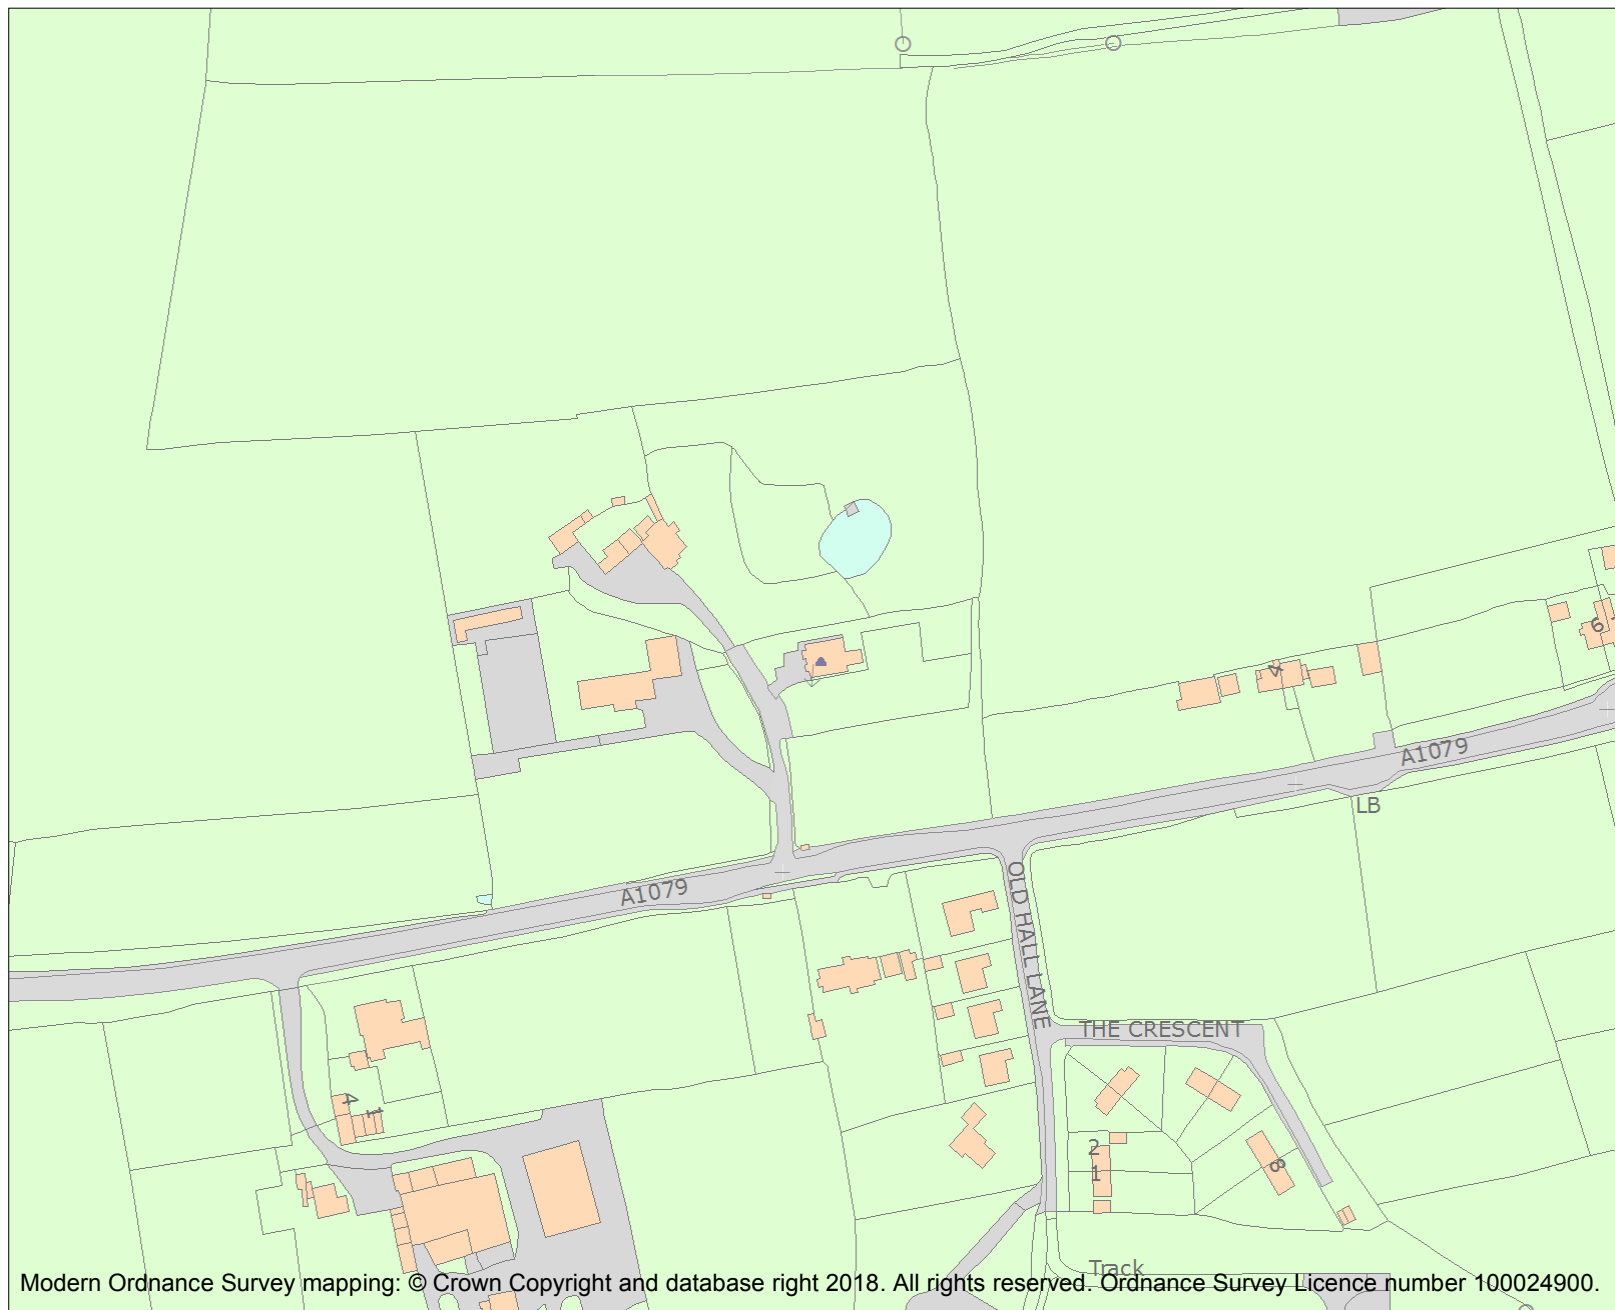 4
6
A1079
LB
A1079
OLD HALL LANE
THE CRESCENT
4
1
2
1
8
Track
Modern Ordnance Survey mapping: © Crown Copyright and database right 2018. All rights reserved. Ordnance Survey Licence number 100024900.